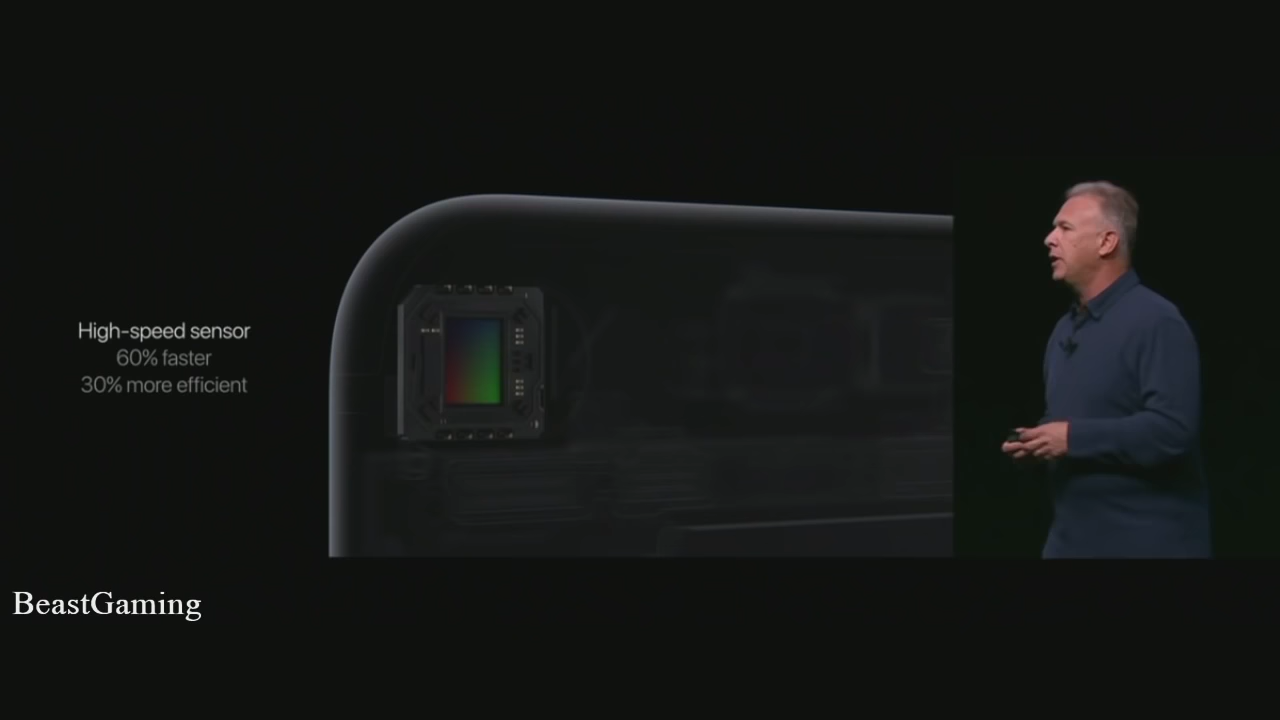 High-speed sensor
60% faster
30% more efficient
BeastGaming